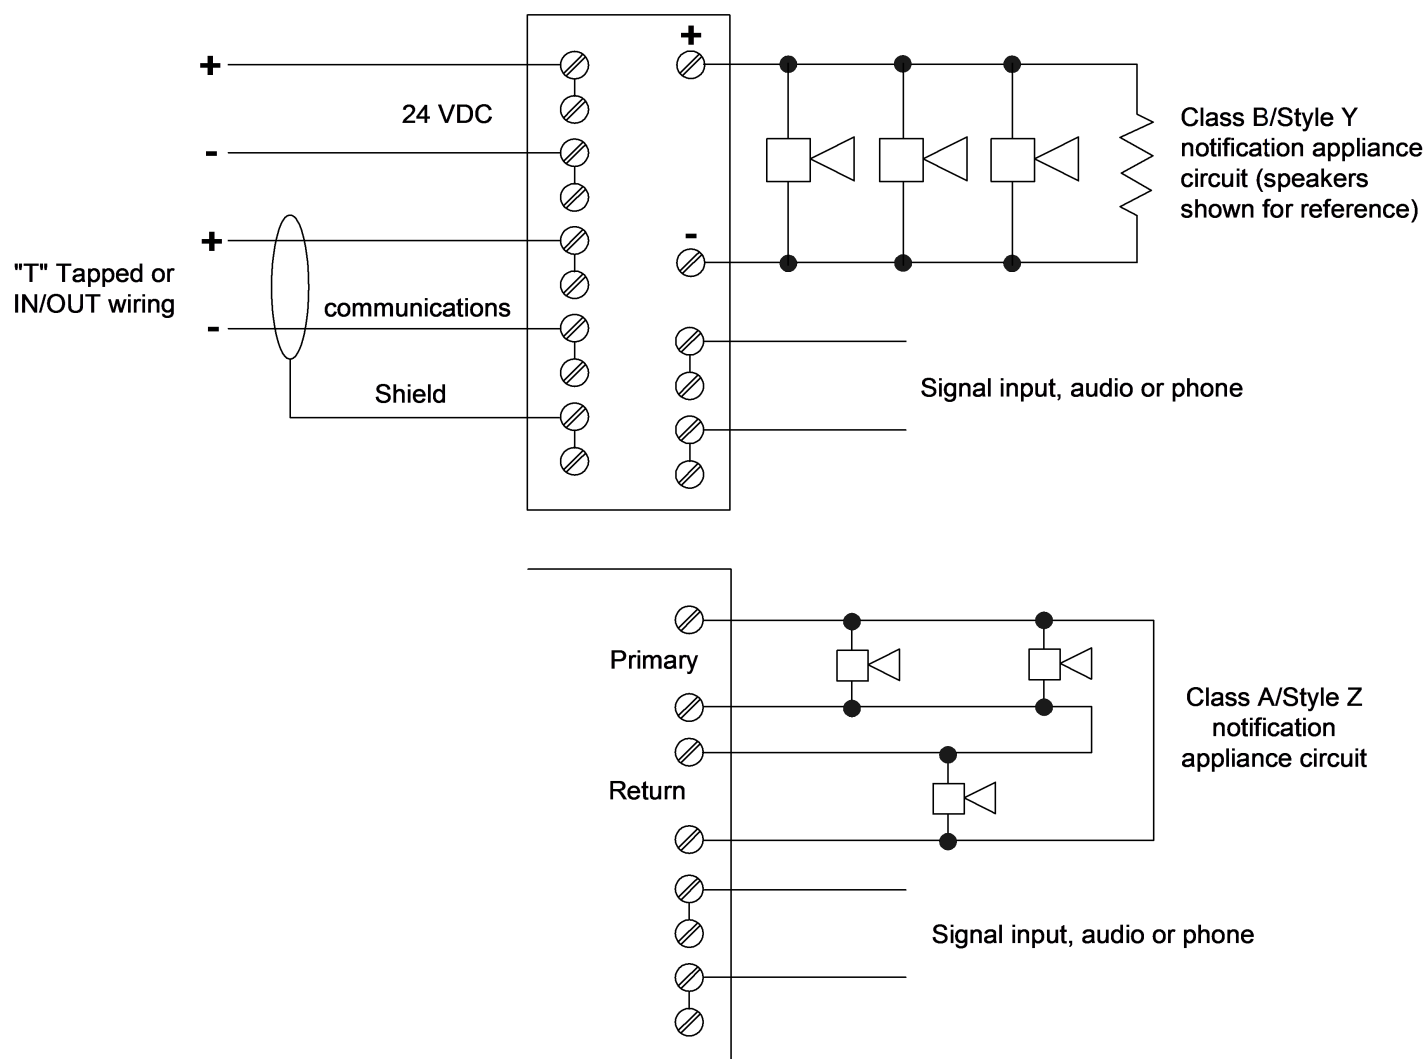 +
+
24 VDC
Class B/Style Y
notification appliance
circuit (speakers
shown for reference)
-
+
-
"T" Tapped or
IN/OUT wiring
communications
-
Shield
Signal input, audio or phone
Primary
Return
Class A/Style Z
notification
appliance circuit
Signal input, audio or phone